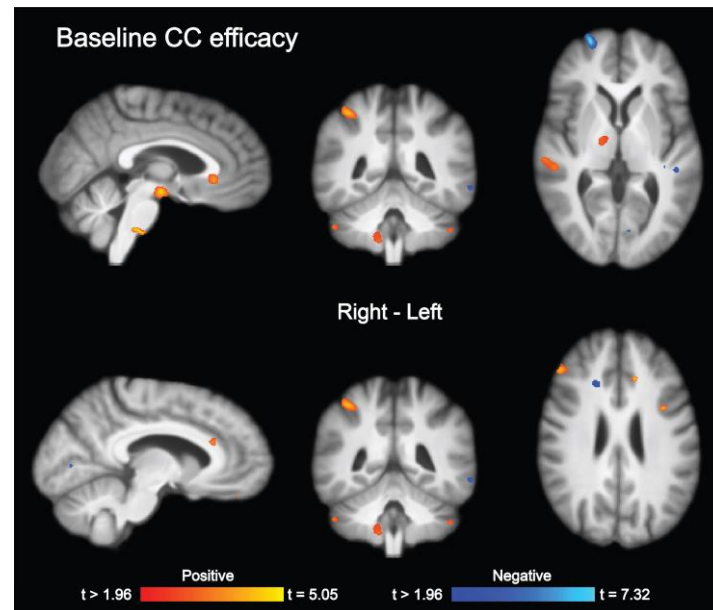 Baseline CC efficacy
Right - Left
Positive
Negative
t > 1.96
t = 5.05
t > 1.96
t = 7.32